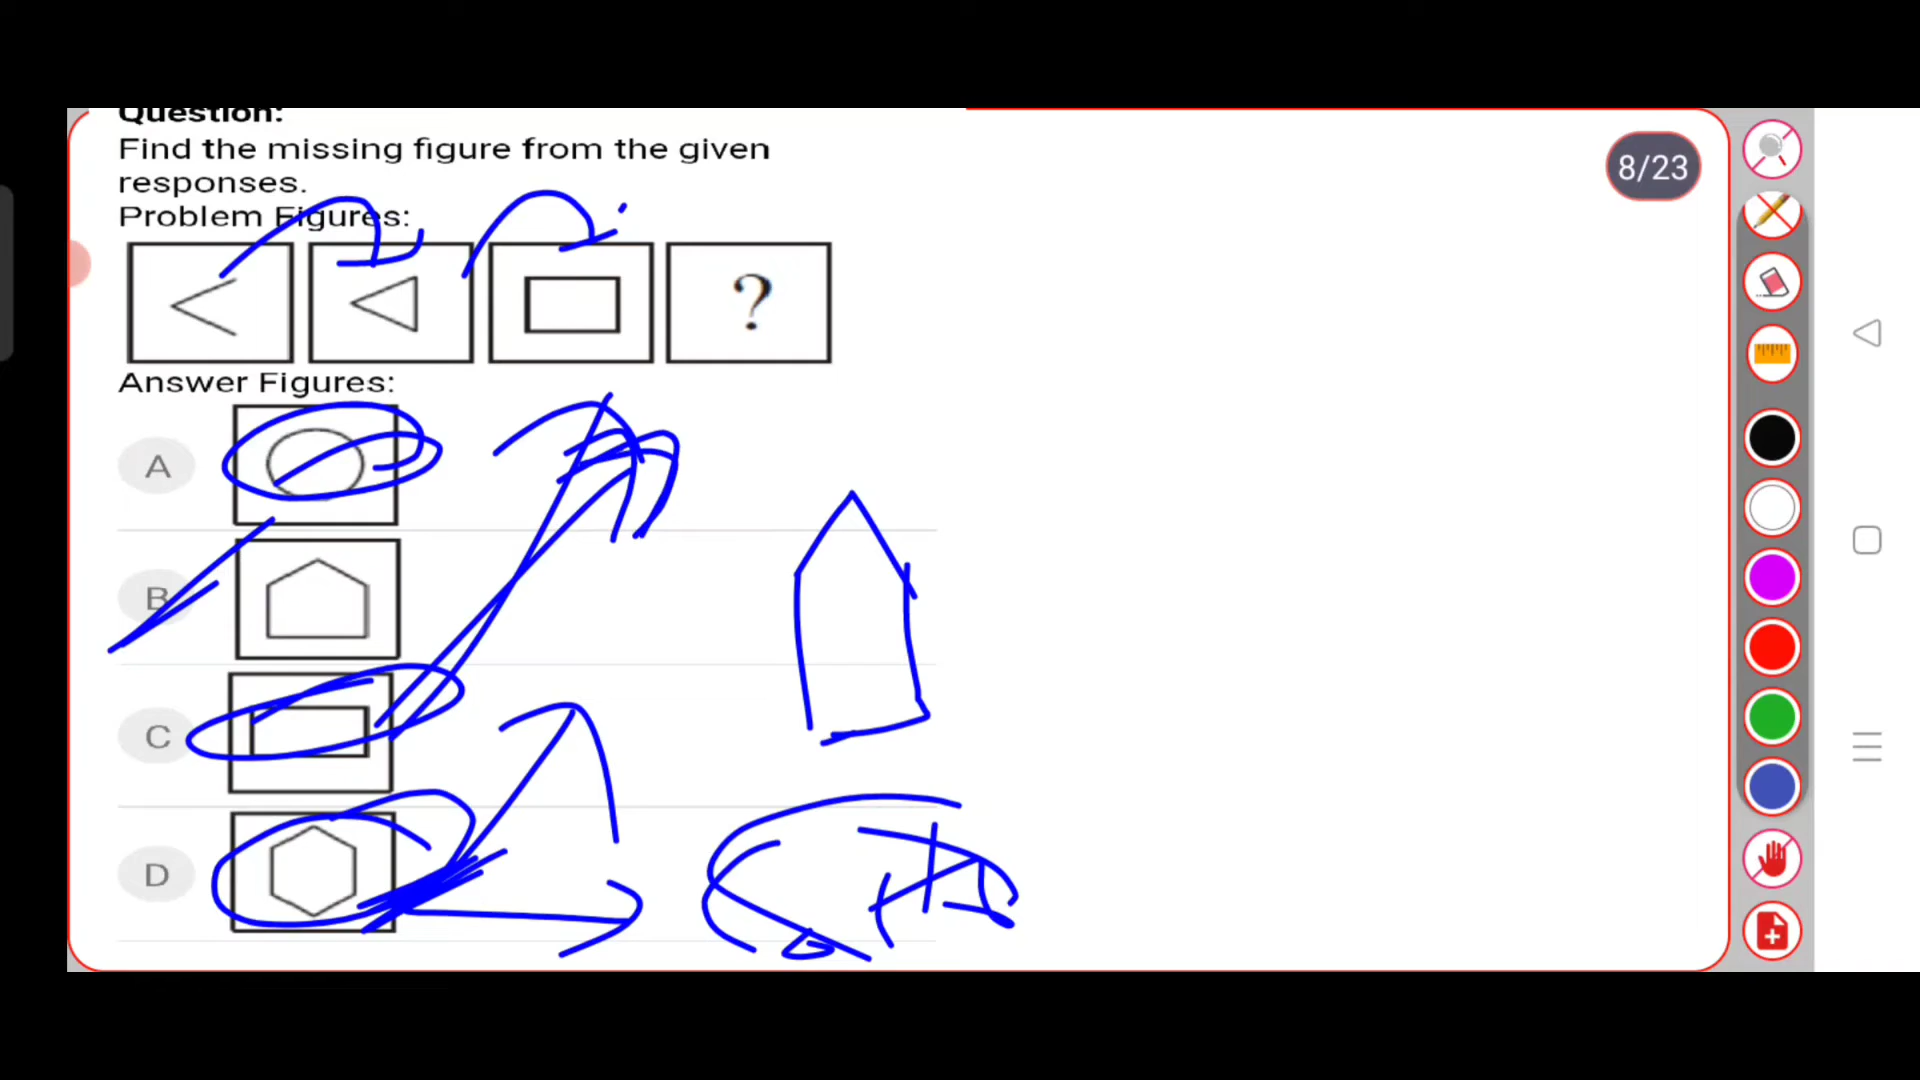 Question:
Find the missing figure from the given
responses.
Problem Figures:
?
Answer Figures:
A
B
C
D
8/23